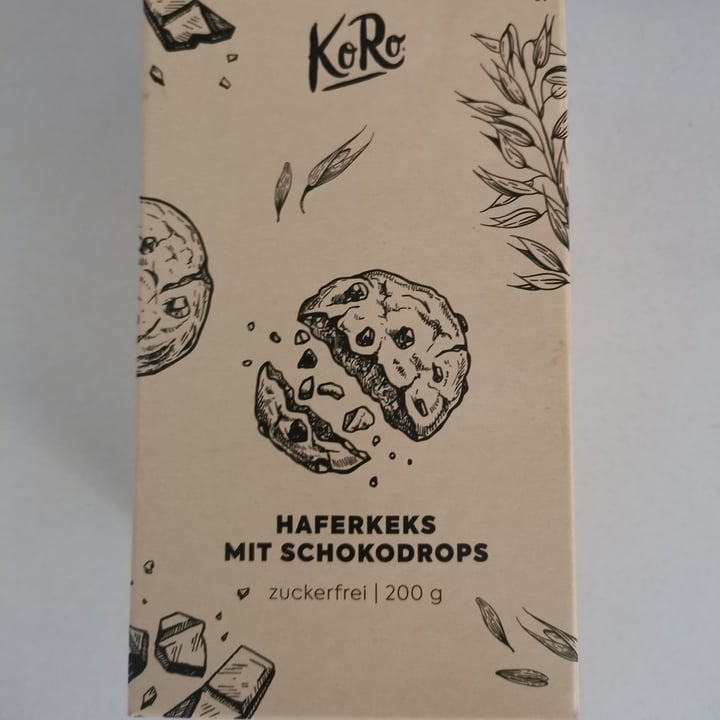 KoRo
HAFERKEKS
MIT SCHOKODROPS
zuckerfrei | 200 g